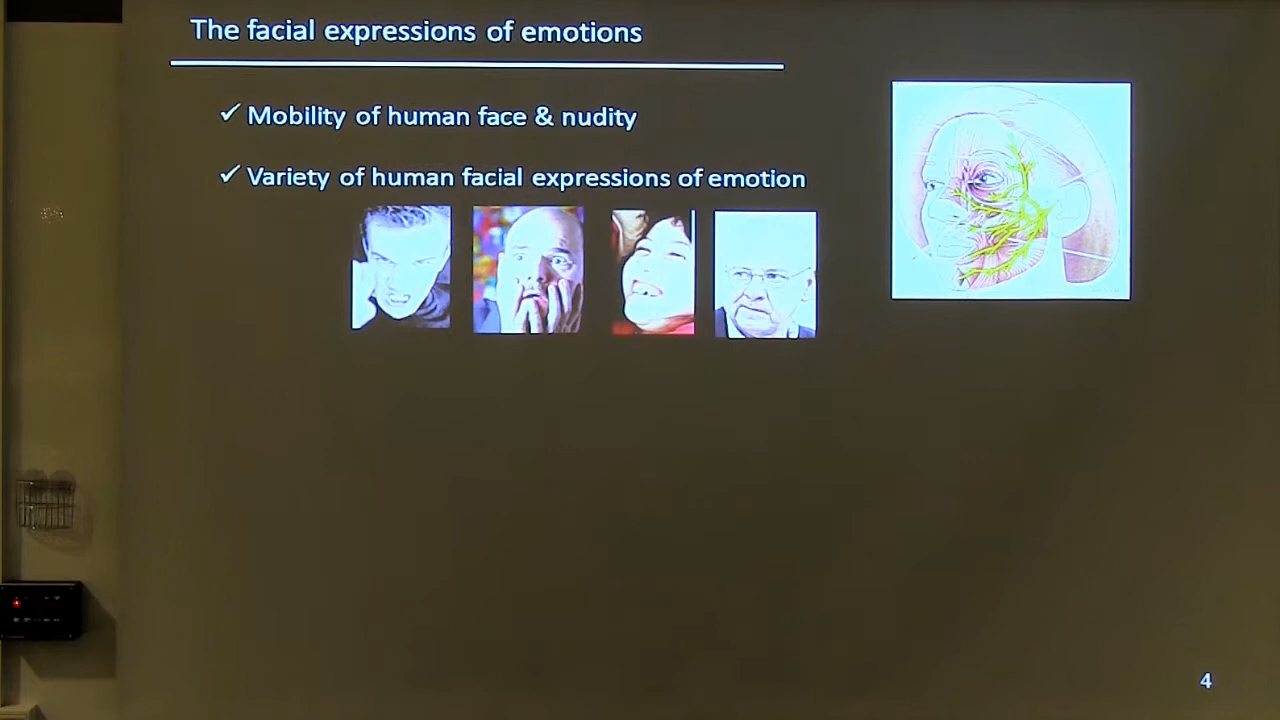 The facial expressions of emotions
✓ Mobility of human face & nudity
✓ Variety of human facial expressions of emotion
4